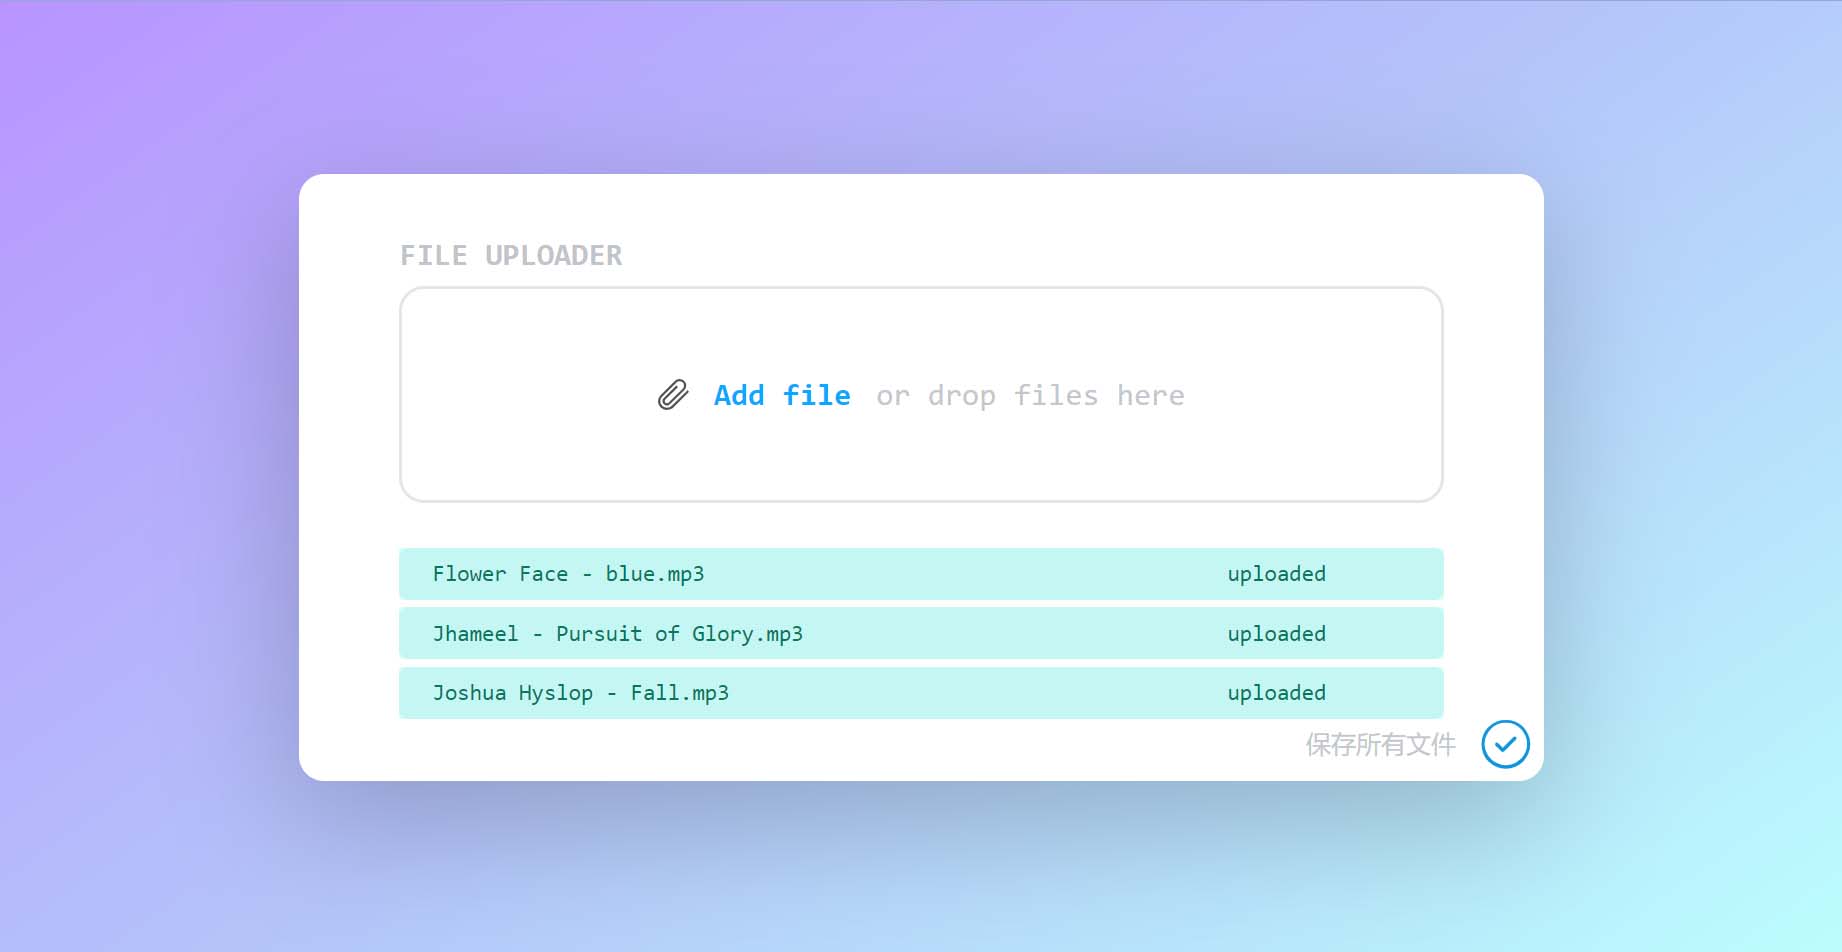 FILE UPLOADER
Add file or drop files here
Flower Face - blue.mp3 uploaded
Jhameel - Pursuit of Glory.mp3 uploaded
Joshua Hyslop - Fall.mp3 uploaded
保存所有文件